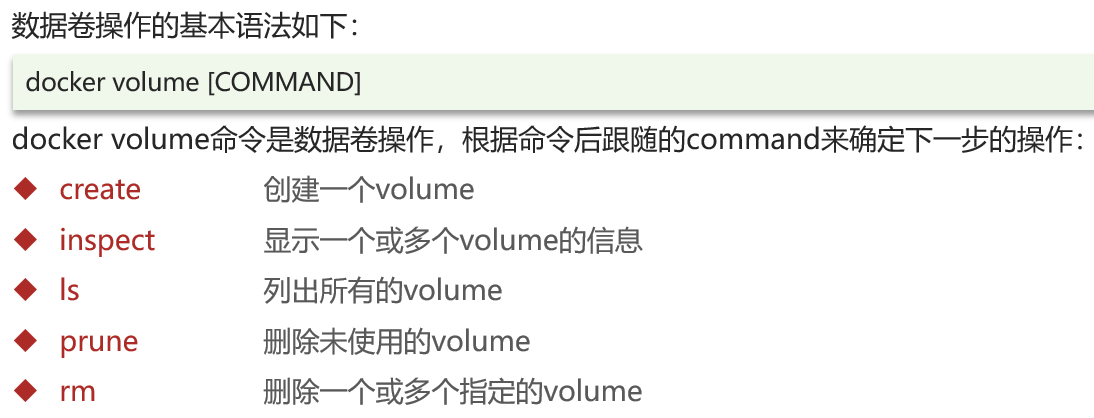 数据卷操作的基本语法如下：
docker volume [COMMAND]
docker volume命令是数据卷操作，根据命令后跟随的command来确定下一步的操作：
◆ create 创建一个volume
◆ inspect 显示一个或多个volume的信息
◆ ls 列出所有的volume
◆ prune 删除未使用的volume
◆ rm 删除一个或多个指定的volume